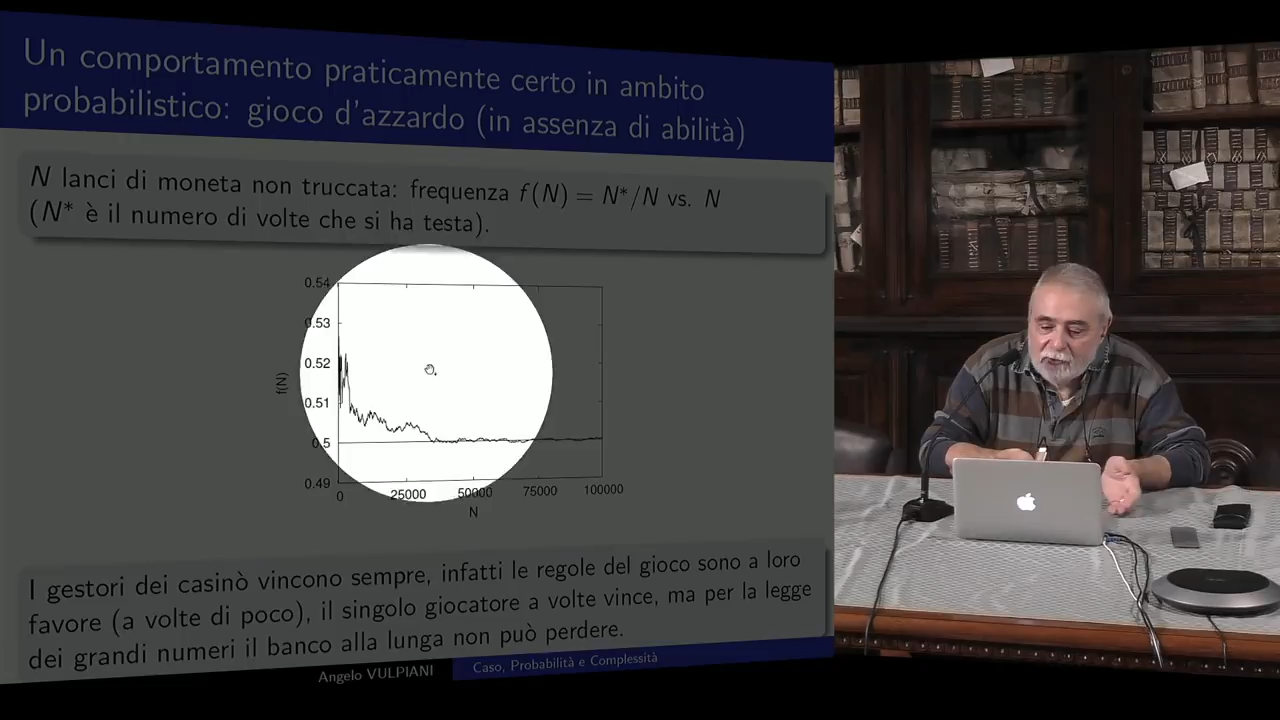 Un comportamento praticamente certo in ambito
probabilistico: gioco d'azzardo (in assenza di abilità)
N lanci di moneta non truccata: frequenza f(N) = N*/N vs. N
(N* è il numero di volte che si ha testa).
0.54
0.53
0.52
0.51
0.5
0.49
f(N)
0 25000 50000 75000 100000
N
I gestori dei casinò vincono sempre, infatti le regole del gioco sono a loro
favore (a volte di poco), il singolo giocatore a volte vince, ma per la legge
dei grandi numeri il banco alla lunga non può perdere.
Angelo VULPIANI Caso, Probabilità e Complessità